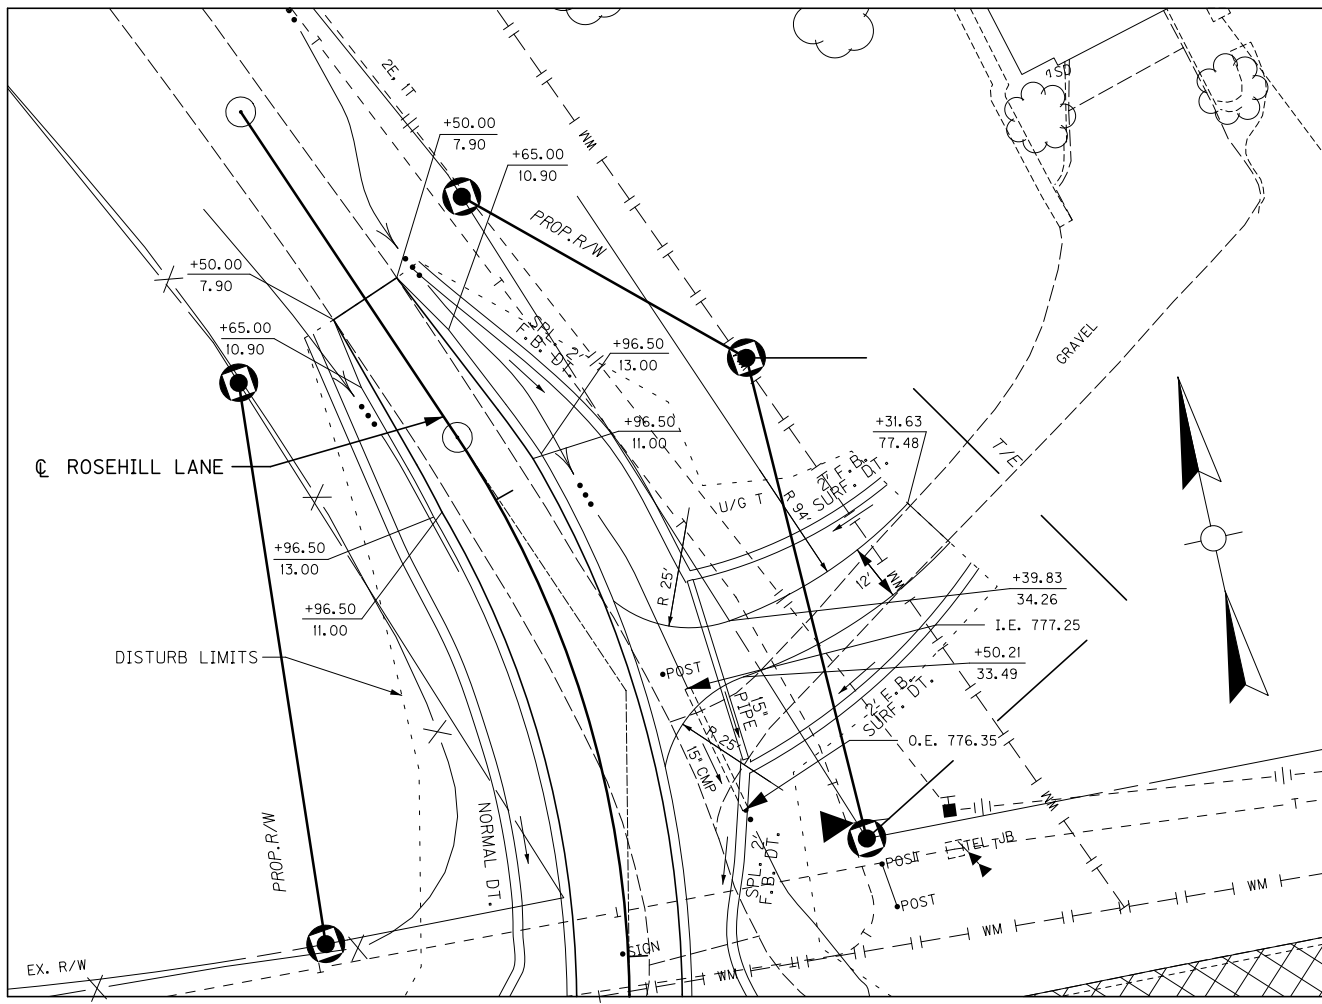 2E, 1T
+50.00
7.90
+65.00
10.90
7SD
WM
PROP.R/W
+50.00
7.90
+65.00
10.90
SPL. 2'
F.B. DT.
+96.50
13.00
GRAVEL
+96.50
11.00
+31.63
77.48
T/E
℄ ROSEHILL LANE
2' F.B.
SURF. DT.
U/G T
R 94'
+96.50
13.00
R 25'
12'
WM
+39.83
34.26
+96.50
11.00
I.E. 777.25
DISTURB LIMITS
POST
+50.21
33.49
15"
PIPE
2' F.B.
SURF. DT.
R 25'
O.E. 776.35
15" CMP
WM
NORMAL DT.
PROP.R/W
TEL JB
SPL. 2'
F.B. DT.
POST
POST
WM
WM
SIGN
EX. R/W
WM